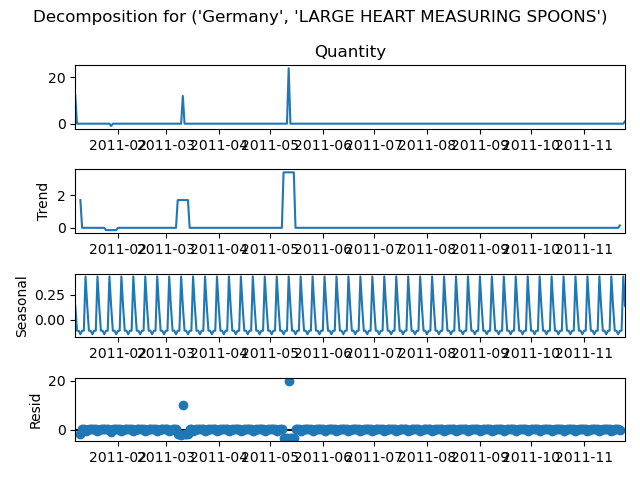 Decomposition for ('Germany', 'LARGE HEART MEASURING SPOONS')
Quantity
20
0
2011-02 2011-03 2011-04 2011-05 2011-06 2011-07 2011-08 2011-09 2011-10 2011-11
Trend
2
0
2011-02 2011-03 2011-04 2011-05 2011-06 2011-07 2011-08 2011-09 2011-10 2011-11
Seasonal
0.25
0.00
2011-02 2011-03 2011-04 2011-05 2011-06 2011-07 2011-08 2011-09 2011-10 2011-11
Resid
20
0
2011-02 2011-03 2011-04 2011-05 2011-06 2011-07 2011-08 2011-09 2011-10 2011-11